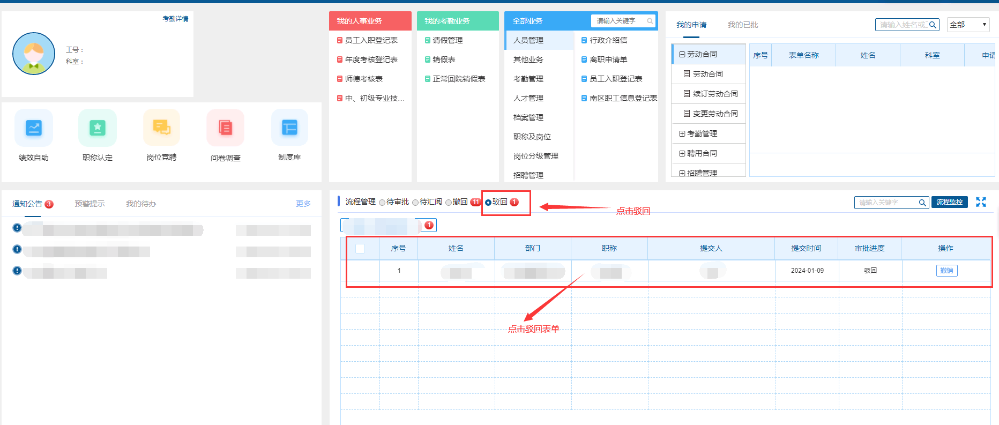 考勤详情
工号：
科室：
绩效自助
职称认定
岗位竞聘
问卷调查
制度库
我的人事业务
员工入职登记表
年度考核登记表
师德考核表
中、初级专业技...
我的考勤业务
请假管理
销假表
正常回院销假表
全部业务
请输入关键字
人员管理
其他业务
考勤管理
人才管理
档案管理
职称及岗位
岗位分级管理
招聘管理
行政介绍信
离职申请单
员工入职登记表
南区职工信息登记表
我的申请 我的已批
请输入姓名或工
全部
劳动合同
劳动合同
续订劳动合同
变更劳动合同
考勤管理
聘用合同
招聘管理
序号 表单名称 姓名 科室 申请
通知公告 3 预警提示 我的待办 更多
流程管理 待审批 待汇阅 撤回 11 驳回 1
点击驳回
请输入关键字
流程监控
1
序号 姓名 部门 职称 提交人 提交时间 审批进度 操作
1 2024-01-09 驳回 撤销
点击驳回表单